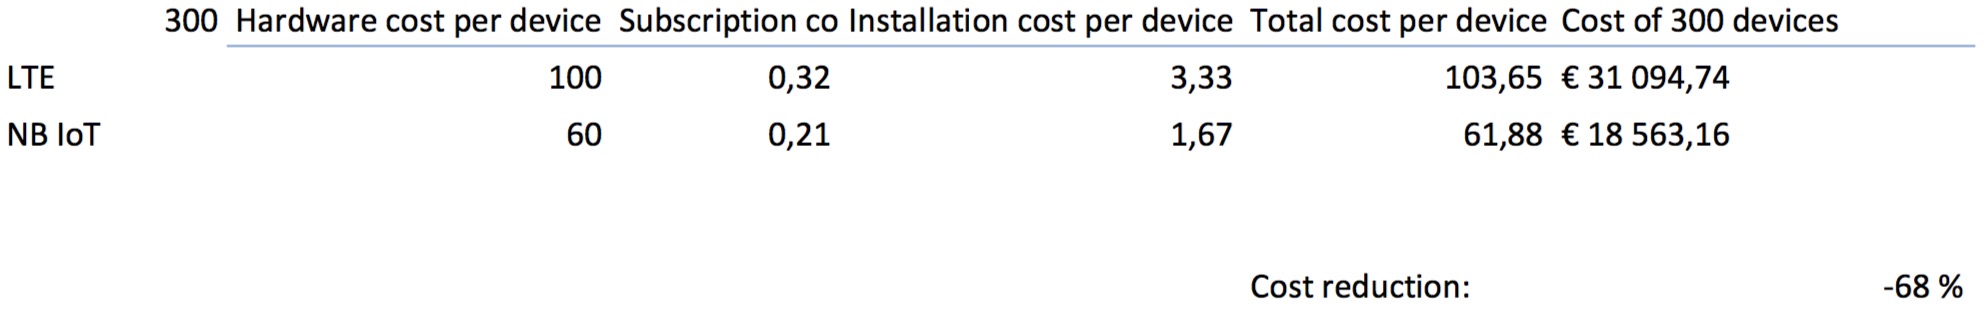 300 Hardware cost per device Subscription co Installation cost per device Total cost per device Cost of 300 devices
LTE 100 0,32 3,33 103,65 € 31 094,74
NB IoT 60 0,21 1,67 61,88 € 18 563,16
Cost reduction: -68 %